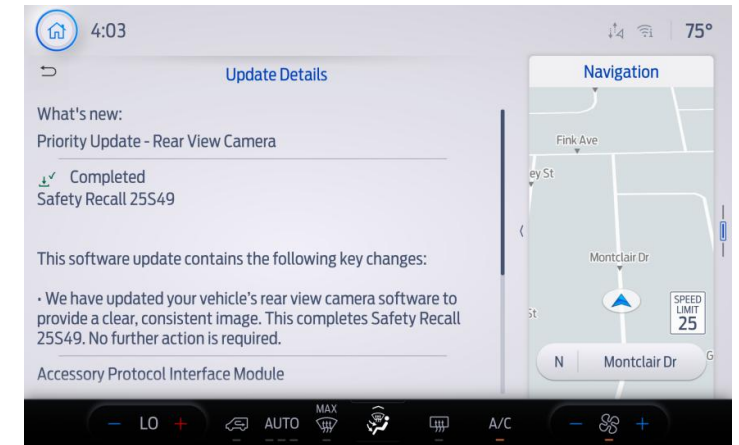 4:03
75°
Update Details
What's new:
Priority Update - Rear View Camera
Completed
Safety Recall 25S49
This software update contains the following key changes:
· We have updated your vehicle's rear view camera software to
provide a clear, consistent image. This completes Safety Recall
25S49. No further action is required.
Accessory Protocol Interface Module
Navigation
Fink Ave
ey St
Montclair Dr
St
SPEED
LIMIT
25
N Montclair Dr
G
− LO +
AUTO
MAX
A/C
− +